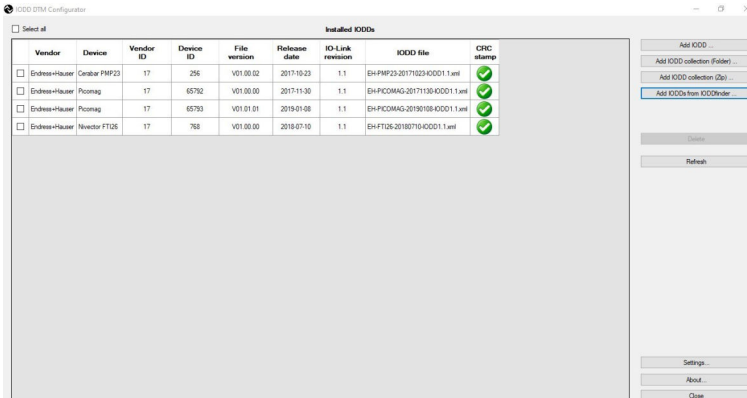 IODD DTM Configurator
Select all
Installed IODDs
Vendor Device Vendor ID Device ID File version Release date IO-Link revision IODD file CRC stamp
Endress+Hauser Cerabar PMP23 17 256 V01.00.02 2017-10-23 1.1 EH-PMP23-20171023-IODD1.1.xml
Endress+Hauser Picomag 17 65792 V01.00.00 2017-11-30 1.1 EH-PICOMAG-20171130-IODD1.1.xml
Endress+Hauser Picomag 17 65793 V01.01.01 2019-01-08 1.1 EH-PICOMAG-20190108-IODD1.1.xml
Endress+Hauser Nivector FTI26 17 768 V01.00.00 2018-07-10 1.1 EH-FTI26-20180710-IODD1.1.xml
Add IODD ...
Add IODD collection (Folder) ...
Add IODD collection (Zip) ...
Add IODDs from IODDfinder ...
Delete
Refresh
Settings...
About...
Close